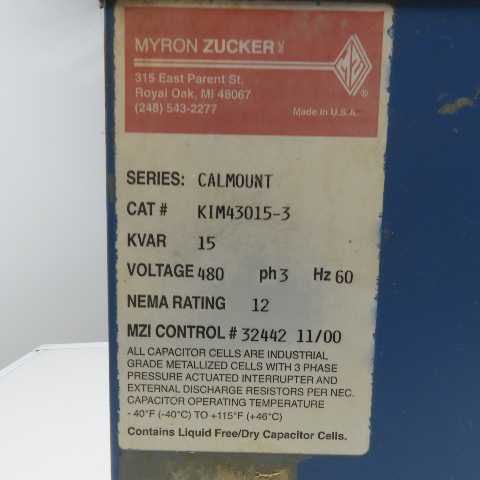 MYRON ZUCKER INC
315 East Parent St.
Royal Oak, MI 48067
(248) 543-2277
MZ ®
Made in U.S.A.
SERIES: CALMOUNT
CAT # KIM43015-3
KVAR 15
VOLTAGE 480 ph 3 Hz 60
NEMA RATING 12
MZI CONTROL # 32442 11/00
ALL CAPACITOR CELLS ARE INDUSTRIAL
GRADE METALLIZED CELLS WITH 3 PHASE
PRESSURE ACTUATED INTERRUPTER AND
EXTERNAL DISCHARGE RESISTORS PER NEC.
CAPACITOR OPERATING TEMPERATURE
- 40°F (-40°C) TO +115°F (+46°C)
Contains Liquid Free/Dry Capacitor Cells.